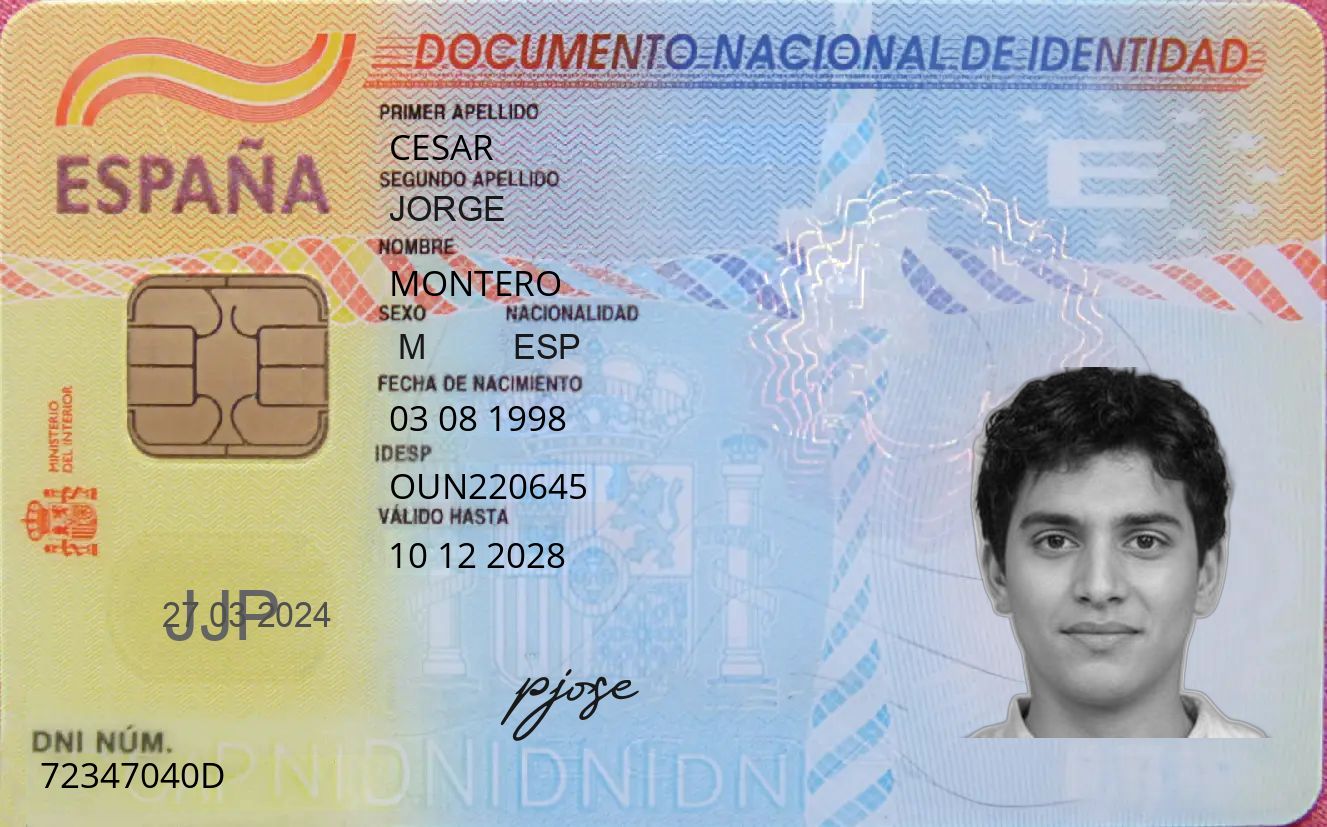 DOCUMENTO NACIONAL DE IDENTIDAD
ESPAÑA
PRIMER APELLIDO
CESAR
SEGUNDO APELLIDO
JORGE
NOMBRE
MONTERO
SEXO NACIONALIDAD
M ESP
FECHA DE NACIMIENTO
03 08 1998
IDESP
OUN220645
VÁLIDO HASTA
10 12 2028
MINISTERIO
DEL INTERIOR
E
JJP
27 03 2024
pjose
DNI NÚM.
72347040D
DNIDNIDNIDN